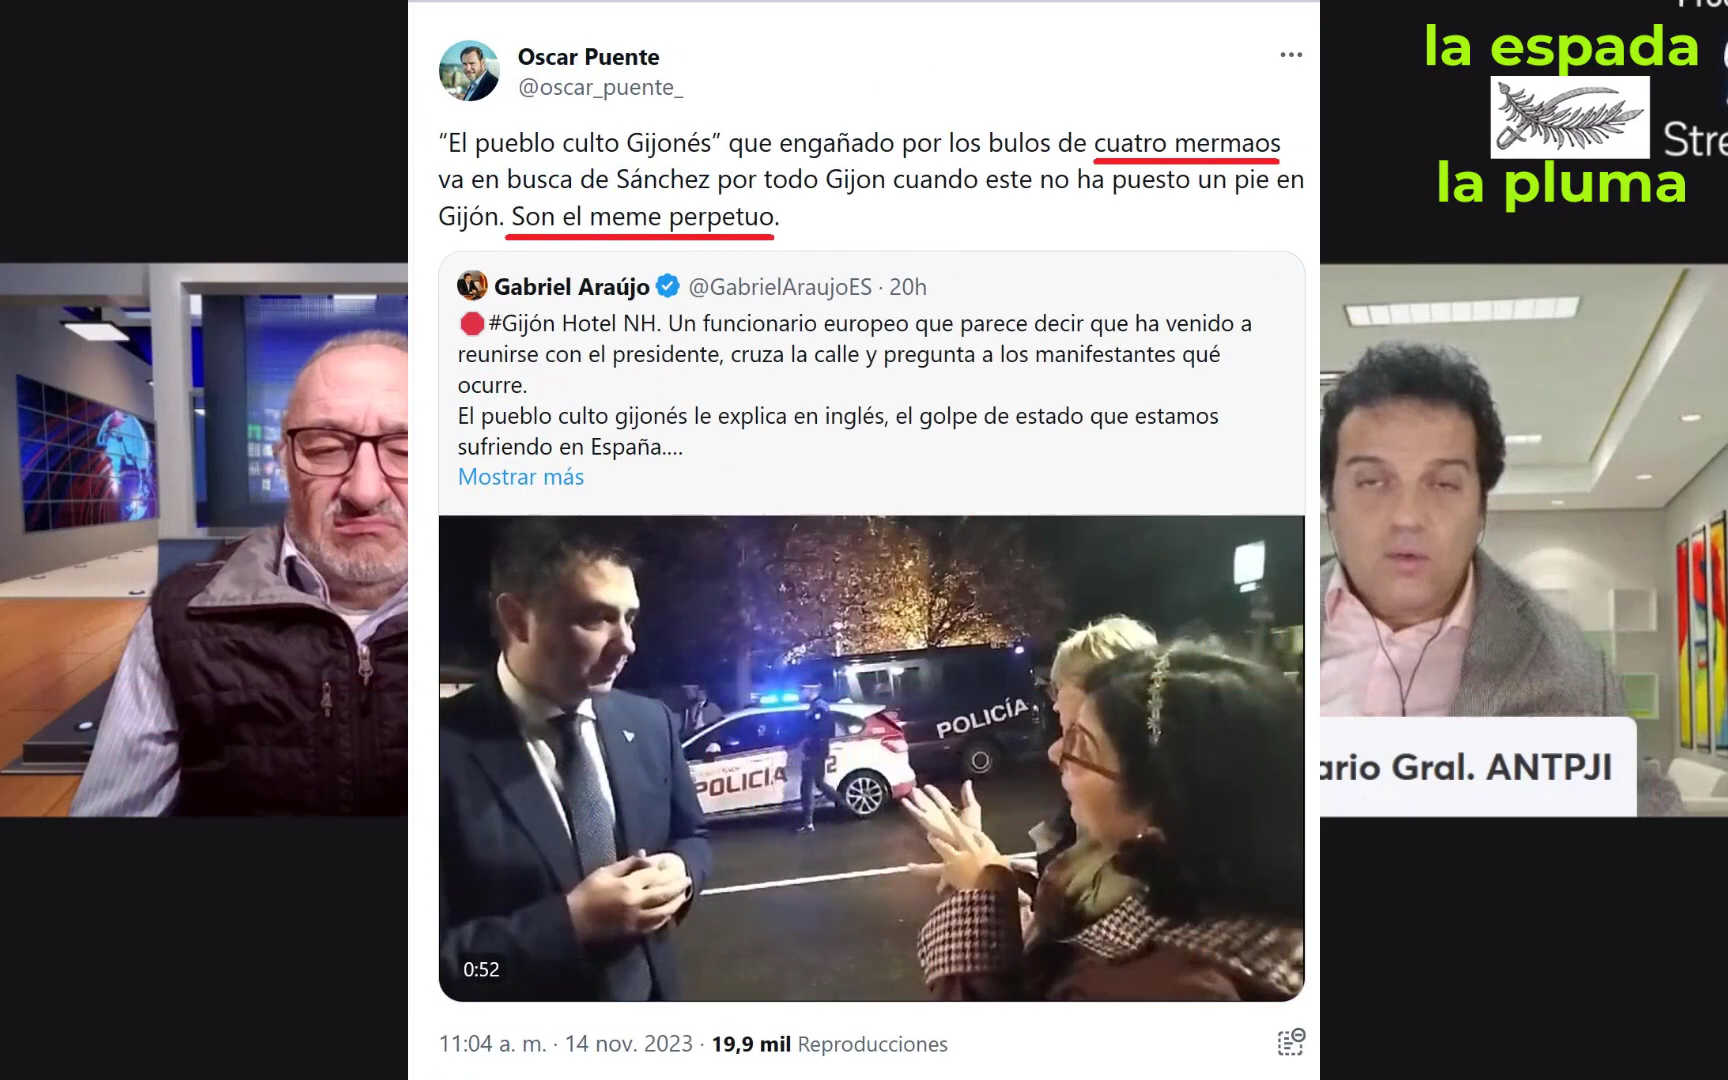 Oscar Puente
@oscar_puente_
“El pueblo culto Gijonés” que engañado por los bulos de cuatro mermaos
va en busca de Sánchez por todo Gijon cuando este no ha puesto un pie en
Gijón. Son el meme perpetuo.
Gabriel Araújo @GabrielAraujoES · 20h
#Gijón Hotel NH. Un funcionario europeo que parece decir que ha venido a
reunirse con el presidente, cruza la calle y pregunta a los manifestantes qué
ocurre.
El pueblo culto gijonés le explica en inglés, el golpe de estado que estamos
sufriendo en España....
Mostrar más
POLICÍA
POLICÍA
0:52
11:04 a. m. · 14 nov. 2023 · 19,9 mil Reproducciones
la espada
la pluma
Stre
ario Gral. ANTPJI